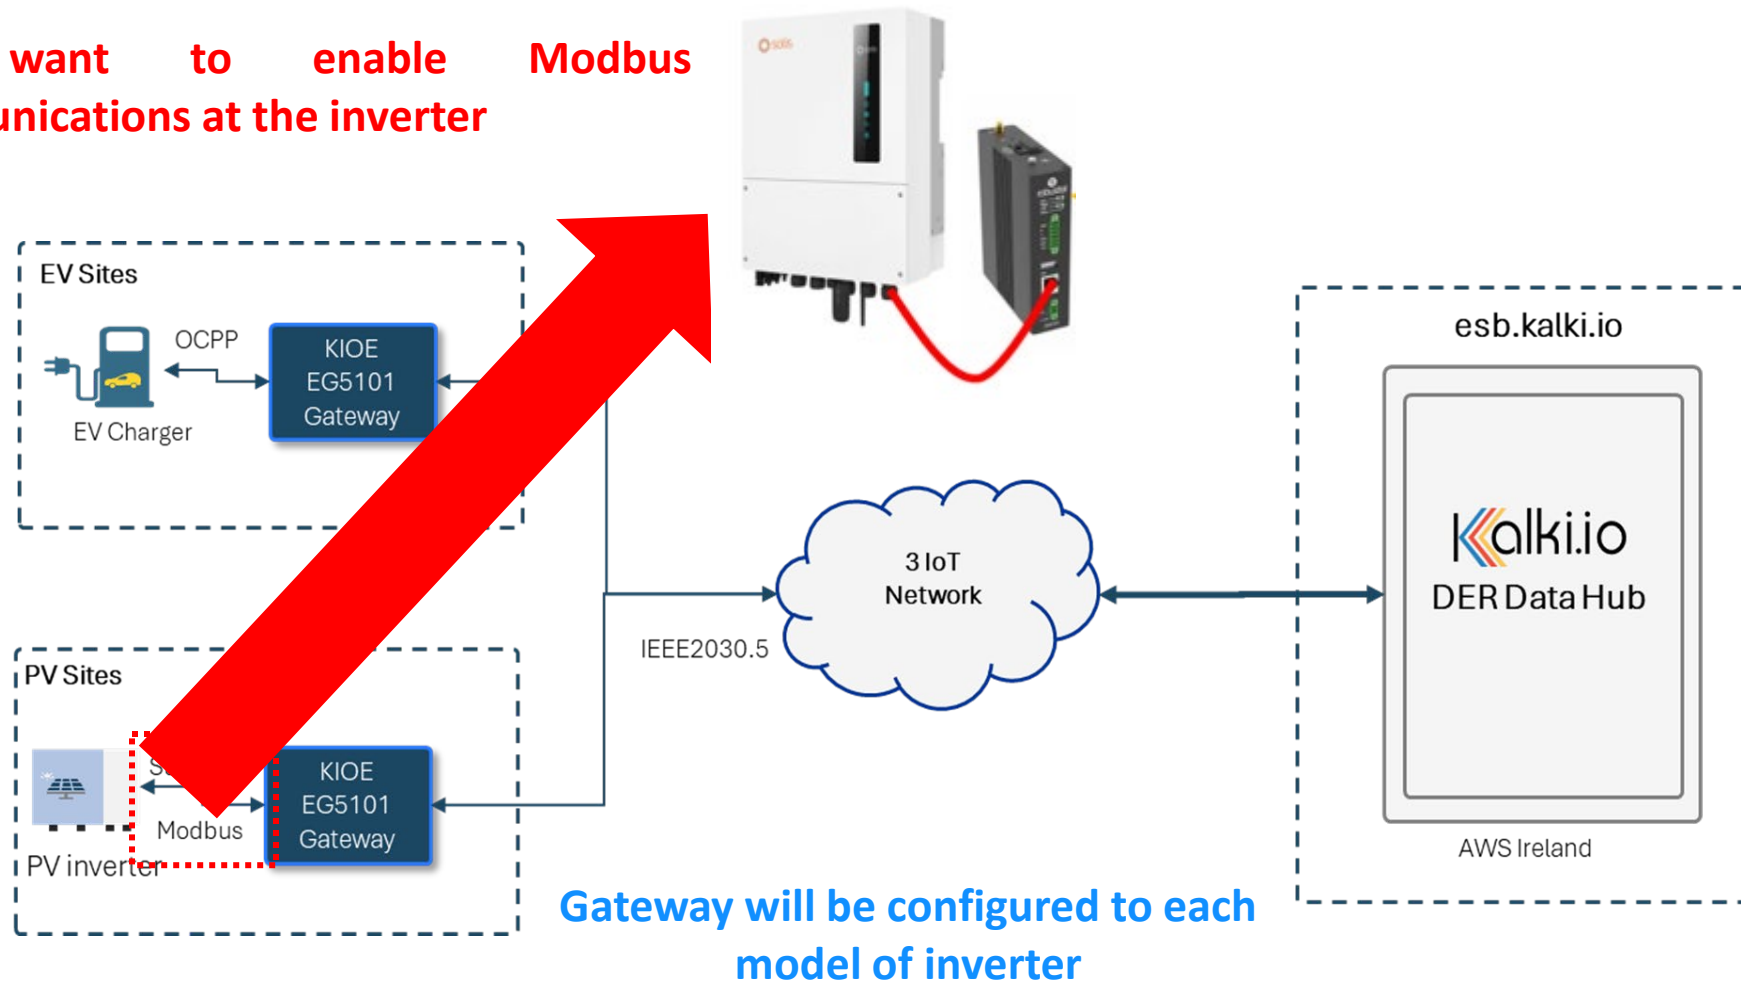 want to enable Modbus
unications at the inverter
solis
EV Sites
OCPP
KIOE
EG5101
Gateway
EV Charger
esb.kalki.io
Kalki.io
DER Data Hub
3 IoT
Network
IEEE2030.5
PV Sites
KIOE
EG5101
Gateway
Modbus
PV inverter
AWS Ireland
Gateway will be configured to each
model of inverter